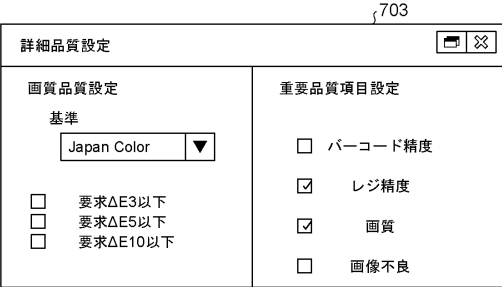 703
詳細品質設定
画質品質設定
基準
Japan Color
要求ΔE3以下
要求ΔE5以下
要求ΔE10以下
重要品質項目設定
バーコード精度
レジ精度
画質
画像不良